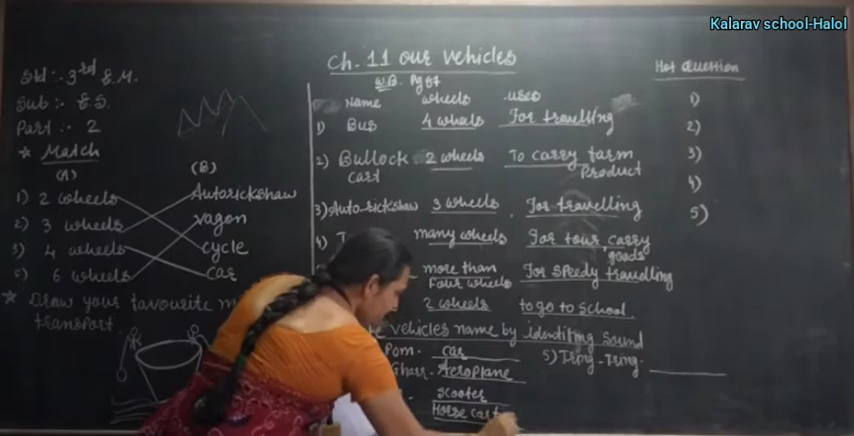 Kalarav school-Halol
Ch. 11 our vehicles
W.B. Pg 87
Std :- 3rd E.M.
Sub :- E.S.
Part :- 2
* Match
(A) (B)
1) 2 wheels Autorickshaw
2) 3 wheels vagon
3) 4 wheels cycle
6 wheels car
* Draw your favourite
transport.
Name wheels uses
1) Bus 4 wheels For travelling
2) Bullock 2 wheels To carry farm
cart Product
3) Auto-rickshaw 3 wheels For travelling
4) many wheels For tour carry
goods
more than For speedy travelling
Four wheels
2 wheels to go to school.
vehicles name by identifing sound
Pom - car
Aeroplane
scooter
Horse cart
5) Tring-Tring.
Hot Question
1)
2)
3)
4)
5)